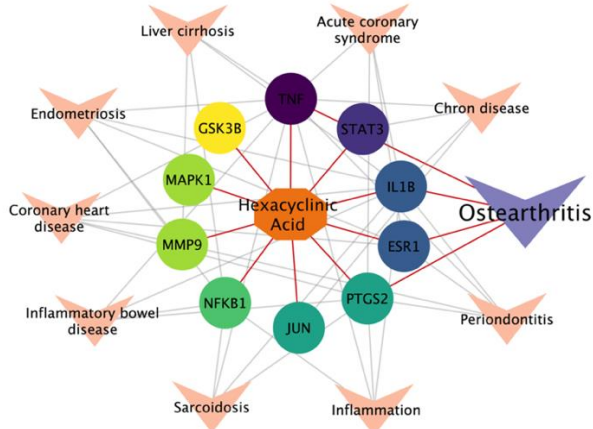 Liver cirrhosis
Acute coronary
syndrome
TNF
Endometriosis
GSK3B
STAT3
Chron disease
MAPK1
IL1B
Coronary heart
disease
Hexacyclinic
Acid
Ostearthritis
MMP9
ESR1
NFKB1
PTGS2
Inflammatory bowel
disease
JUN
Periondontitis
Sarcoidosis
Inflammation